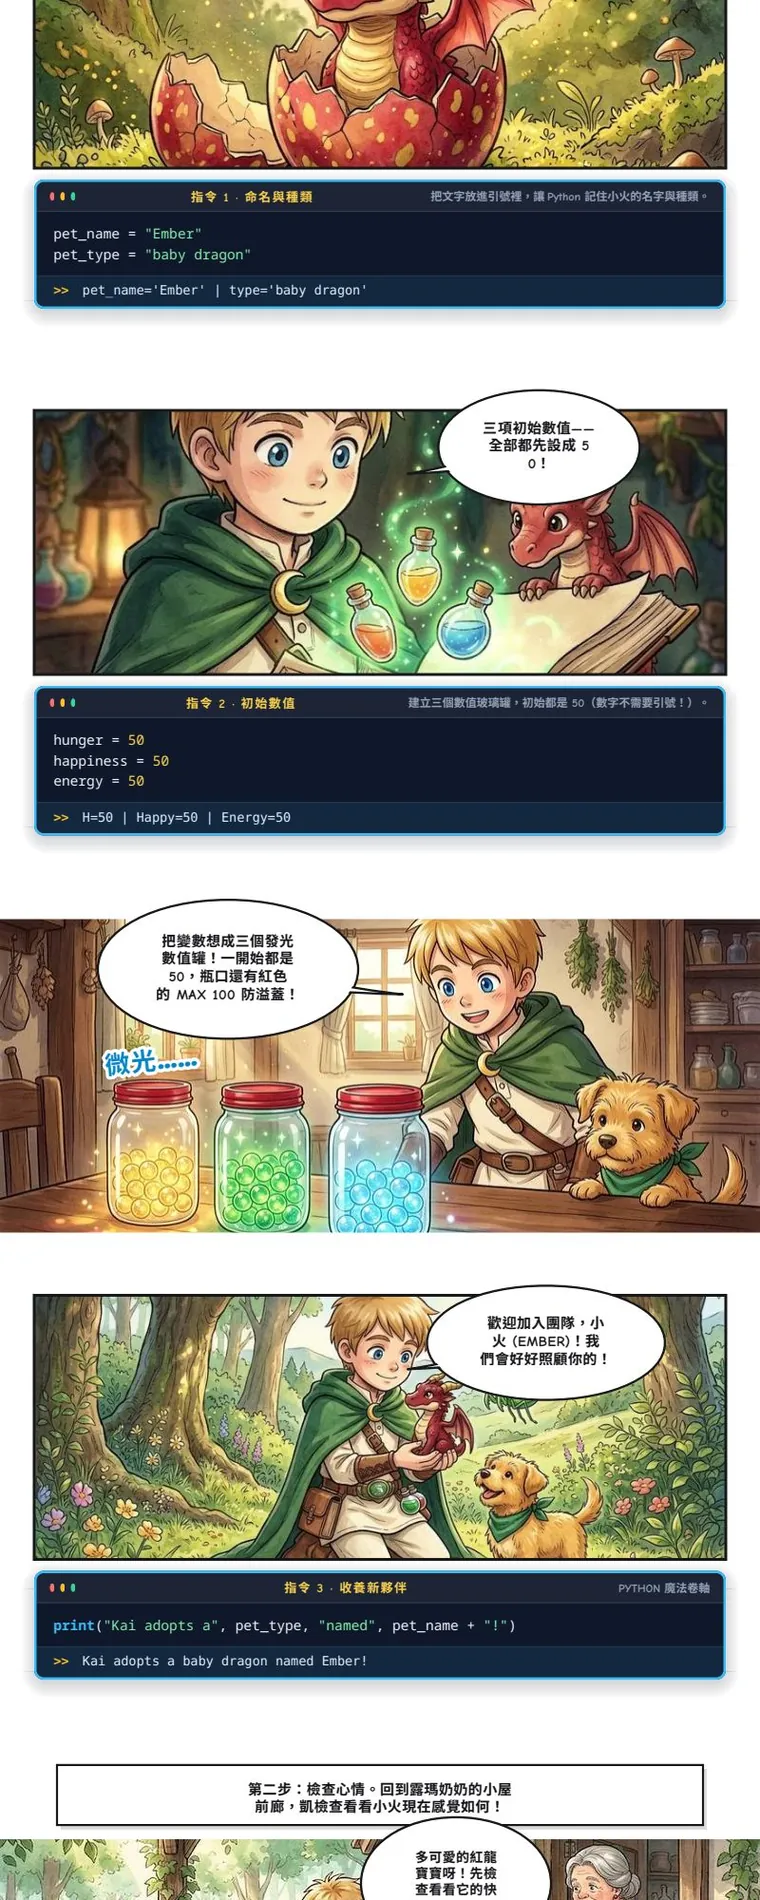 指令 1 · 命名與種類
把文字放進引號裡，讓 Python 記住小火的名字與種類。
pet_name = "Ember"
pet_type = "baby dragon"
>> pet_name='Ember' | type='baby dragon'
三項初始數值——
全部都先設成 5
0！
指令 2 · 初始數值
建立三個數值玻璃罐，初始都是 50（數字不需要引號！）。
hunger = 50
happiness = 50
energy = 50
>> H=50 | Happy=50 | Energy=50
把變數想成三個發光
數值罐！一開始都是
50，瓶口還有紅色
的 MAX 100 防溢蓋！
微光……
歡迎加入團隊，小
火 (EMBER)！我
們會好好照顧你的！
指令 3 · 收養新夥伴
PYTHON 魔法卷軸
print("Kai adopts a", pet_type, "named", pet_name + "!")
>> Kai adopts a baby dragon named Ember!
第二步：檢查心情。回到露瑪奶奶的小屋
前廊，凱檢查看看小火現在感覺如何！
多可愛的紅龍
寶寶呀！先檢
查看看它的快